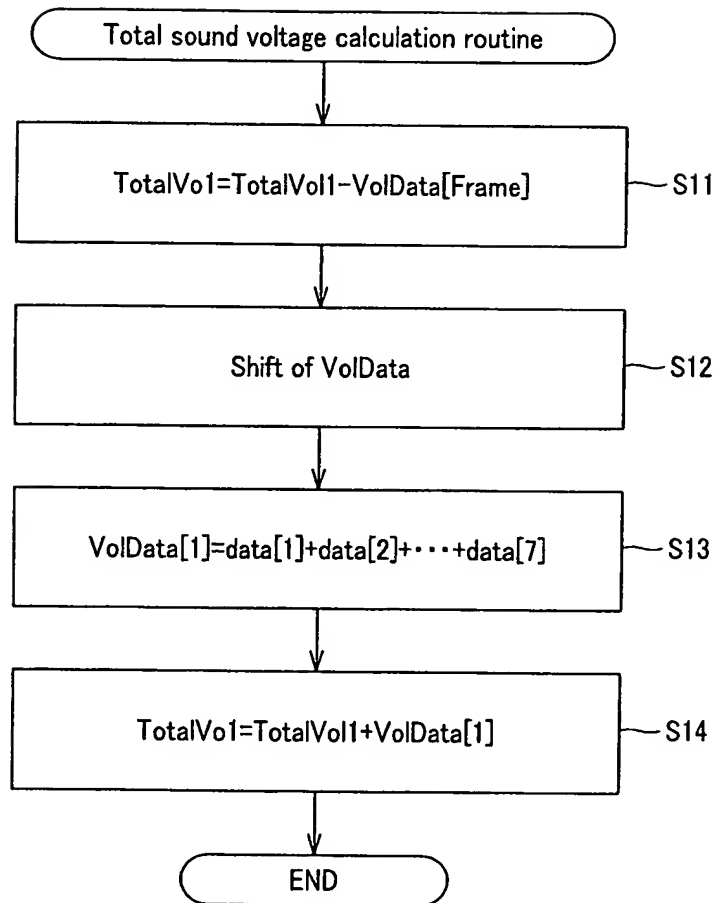 Total sound voltage calculation routine
TotalVo1=TotalVol1-VolData[Frame]
S11
Shift of VolData
S12
VolData[1]=data[1]+data[2]+･･･+data[7]
S13
TotalVo1=TotalVol1+VolData[1]
S14
END